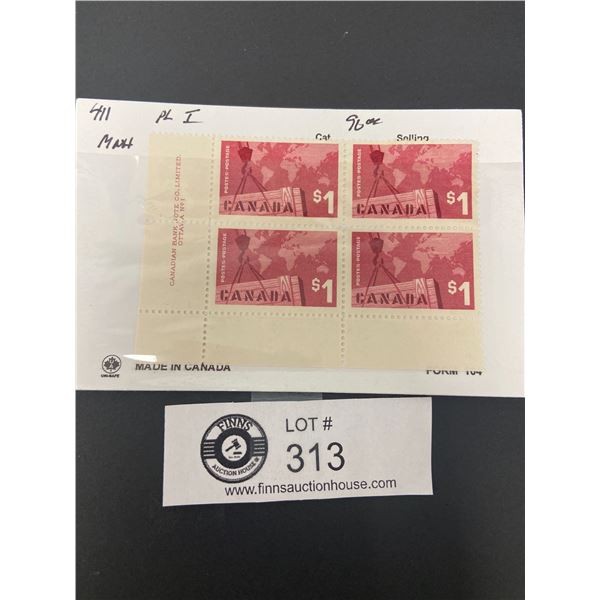 411 PL I 96.00
MNH Cat. Selling
CANADIAN BANK NOTE CO. LIMITED.
OTTAWA No 1
POSTES-POSTAGE
CANADA $1
POSTES-POSTAGE
CANADA $1
POSTES-POSTAGE
CANADA $1
POSTES-POSTAGE
CANADA $1
MADE IN CANADA FORM 104
UNI-SAFE
FINNS
AUCTION HOUSE
LOT #
313
www.finnsauctionhouse.com